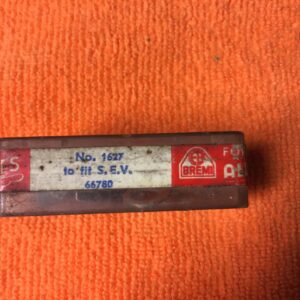 No. 1627
to fit S.E.V.
66780
BREMI